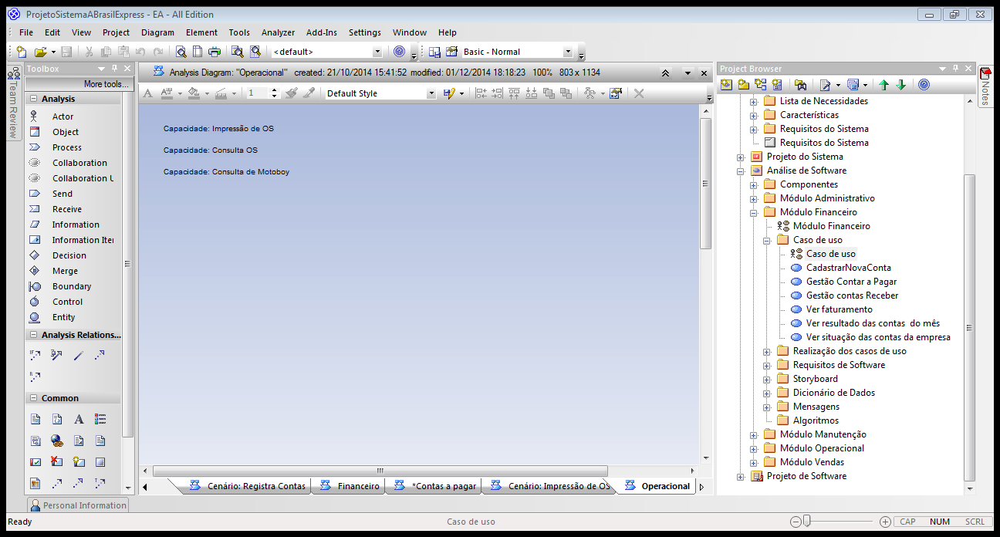 ProjetoSistemaABrasilExpress - EA - All Edition
File Edit View Project Diagram Element Tools Analyzer Add-Ins Settings Window Help
<default>
Basic - Normal
Team Review
Toolbox
More tools...
Analysis
Actor
Object
Process
Collaboration
Collaboration U
Send
Receive
Information
Information Iter
Decision
Merge
Boundary
Control
Entity
Analysis Relations...
Common
Analysis Diagram: "Operacional" created: 21/10/2014 15:41:52 modified: 01/12/2014 18:18:23 100% 803 x 1134
1 Default Style
Capacidade: Impressão de OS
Capacidade: Consulta OS
Capacidade: Consulta de Motoboy
Cenário: Registra Contas Financeiro *Contas a pagar Cenário: Impressão de OS Operacional
Project Browser
Lista de Necessidades
Características
Requisitos do Sistema
Requisitos do Sistema
Projeto do Sistema
Análise de Software
Componentes
Módulo Administrativo
Módulo Financeiro
Módulo Financeiro
Caso de uso
Caso de uso
CadastrarNovaConta
Gestão Contar a Pagar
Gestão contas Receber
Ver faturamento
Ver resultado das contas do mês
Ver situação das contas da empresa
Realização dos casos de uso
Requisitos de Software
Storyboard
Dicionário de Dados
Mensagens
Algoritmos
Módulo Manutenção
Módulo Operacional
Módulo Vendas
Projeto de Software
Notes
Personal Information
Ready Caso de uso CAP NUM SCRL